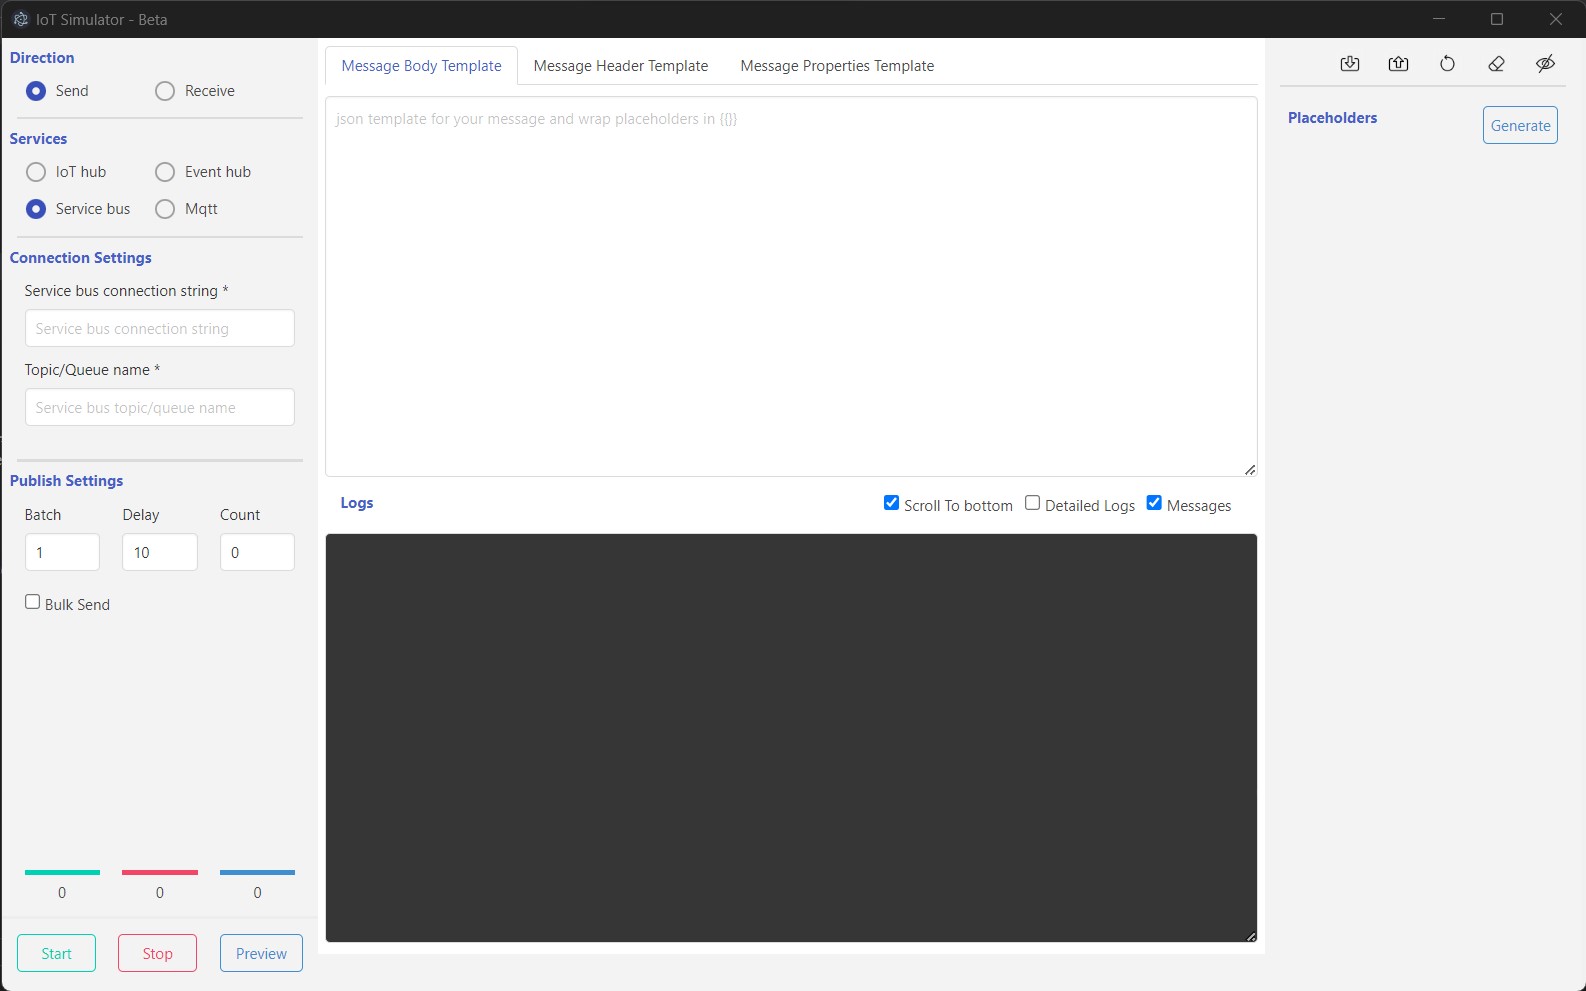 IoT Simulator - Beta
Direction
Send Receive
Services
IoT hub Event hub
Service bus Mqtt
Connection Settings
Service bus connection string *
Service bus connection string
Topic/Queue name *
Service bus topic/queue name
Publish Settings
Batch Delay Count
1 10 0
Bulk Send
0 0 0
Start Stop Preview
Message Body Template Message Header Template Message Properties Template
json template for your message and wrap placeholders in {{}}
Logs Scroll To bottom Detailed Logs Messages
Placeholders Generate